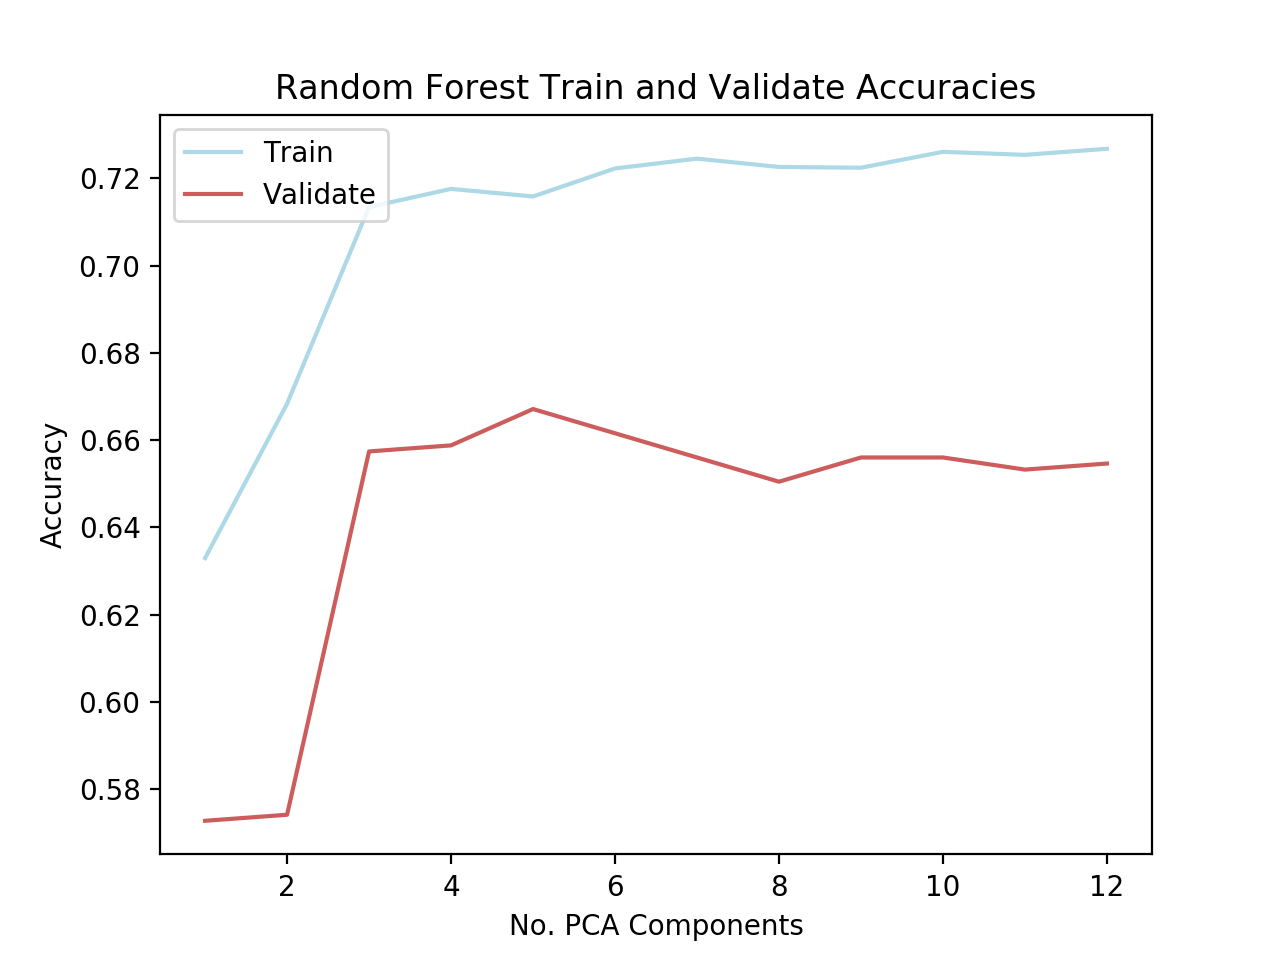 Random Forest Train and Validate Accuracies
Train
Validate
0.72
0.70
0.68
0.66
0.64
0.62
0.60
0.58
Accuracy
2 4 6 8 10 12
No. PCA Components